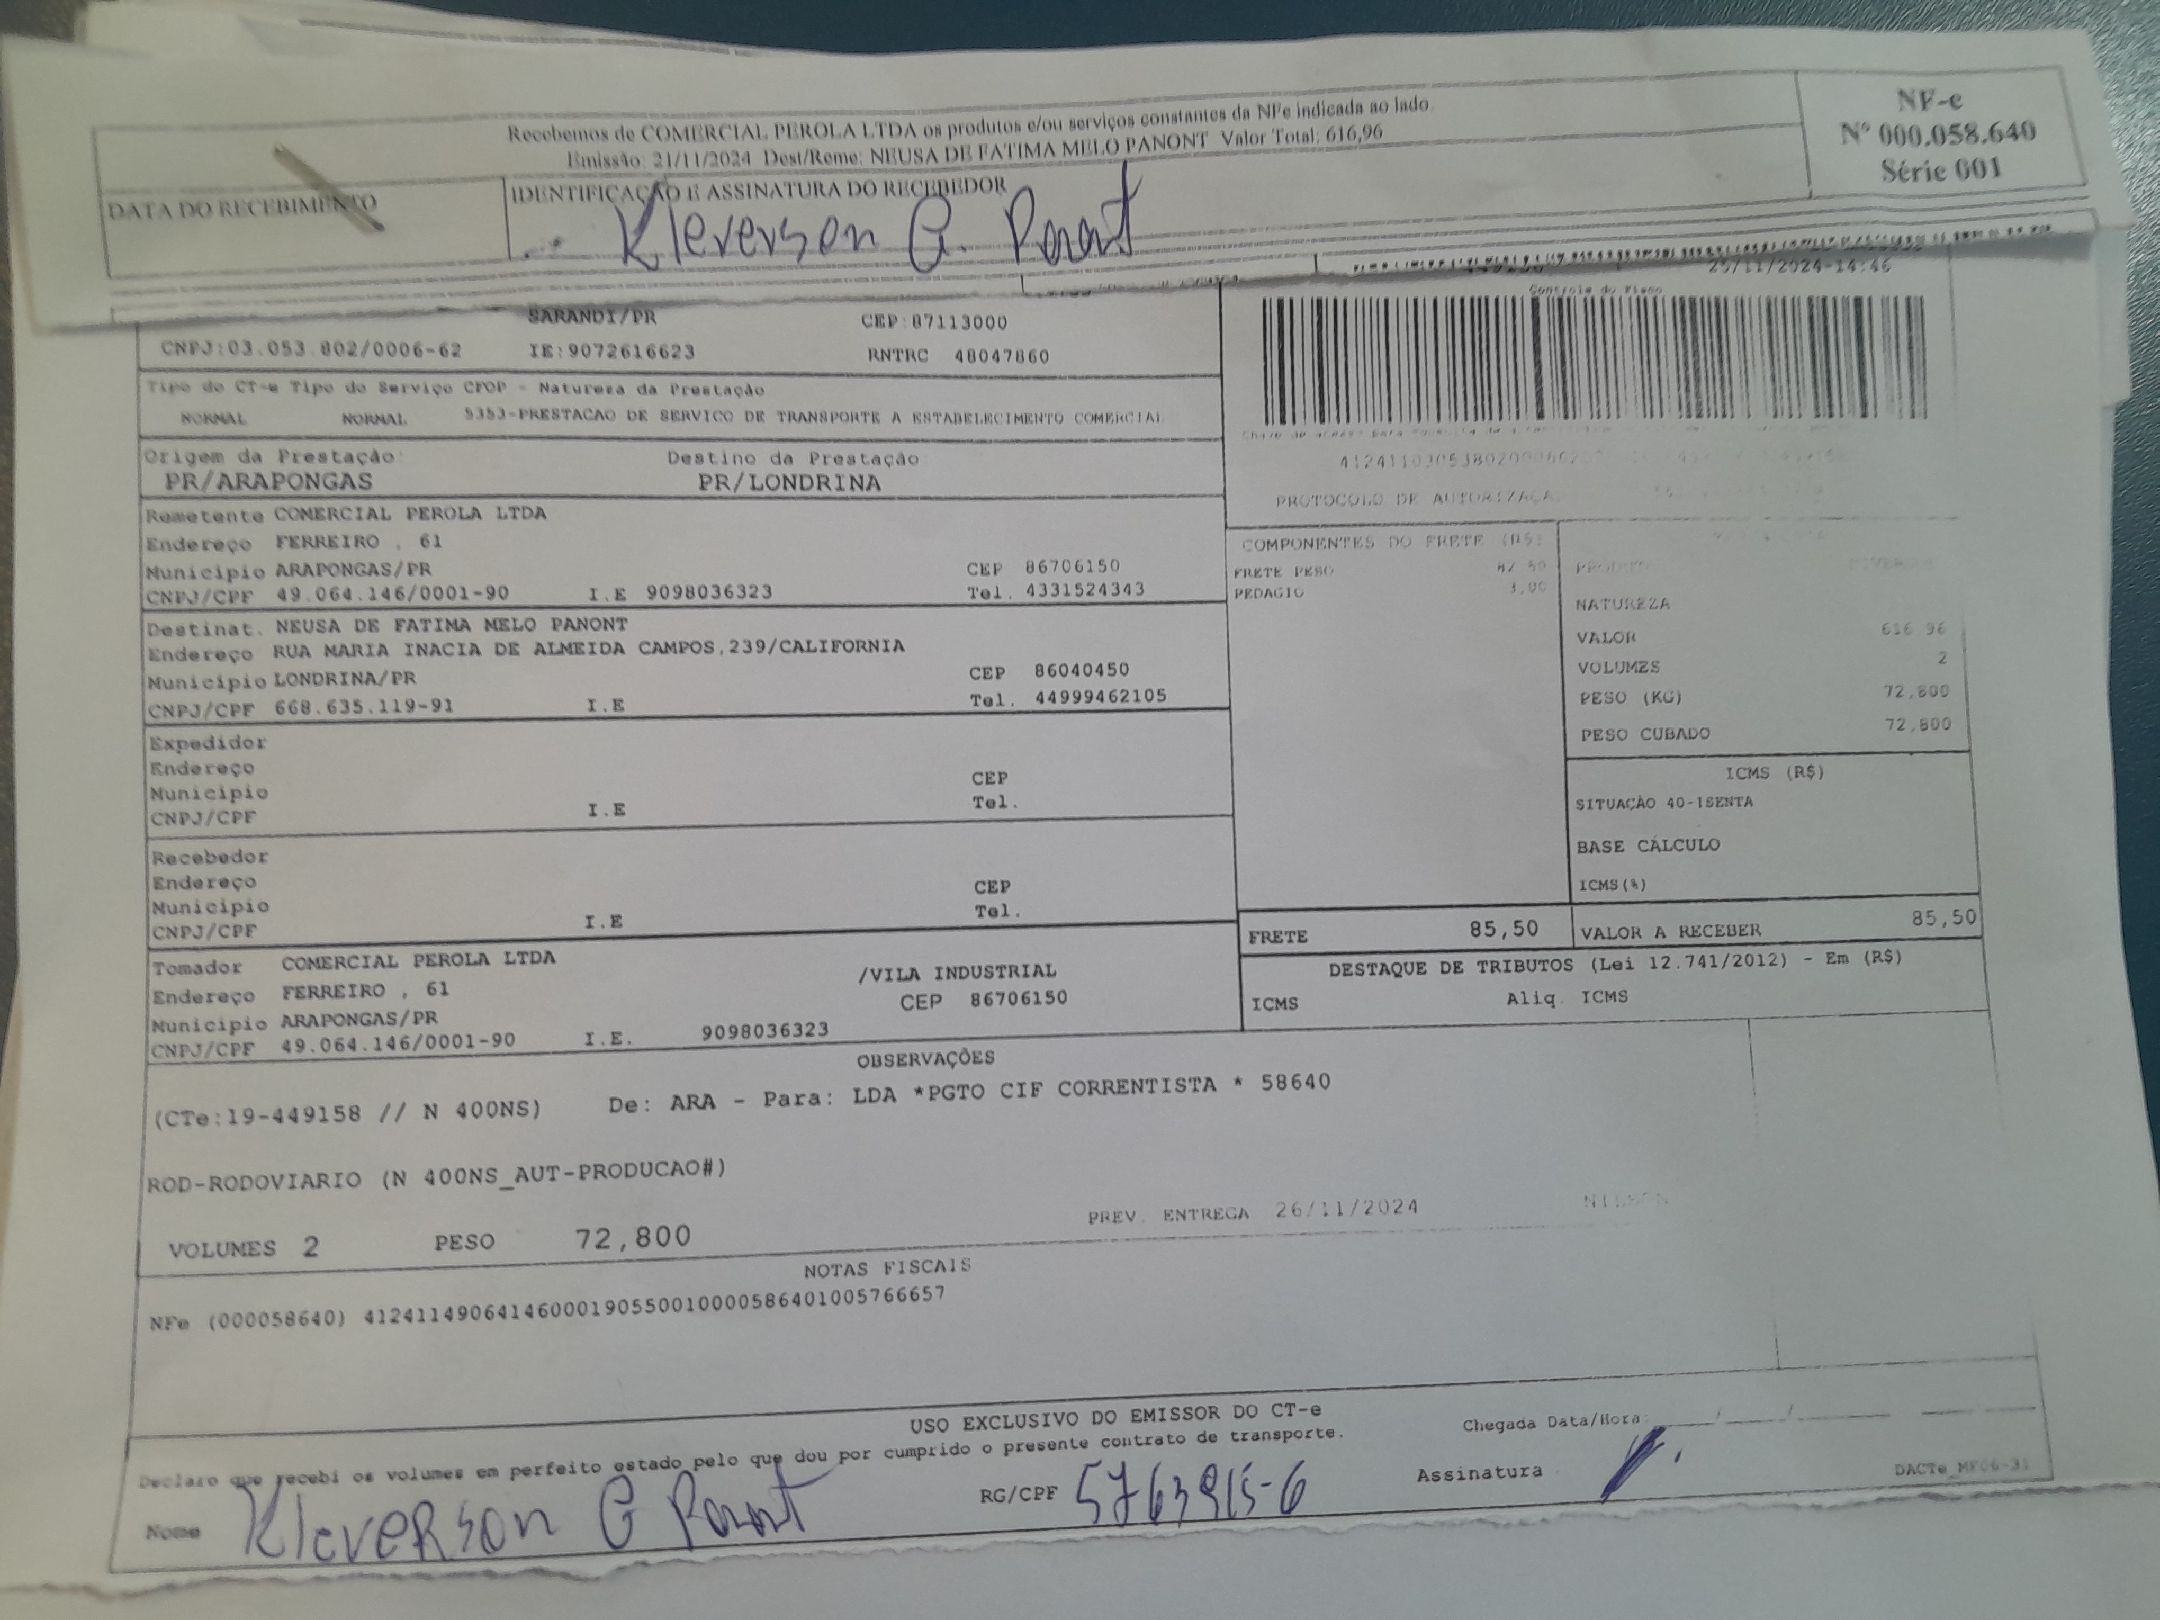 Recebemos de COMERCIAL PEROLA LTDA os produtos e/ou serviços constantes da NFe indicada ao lado
Emissão: 21/11/2024 Dest/Reme: NEUSA DE FATIMA MELO PANONT Valor Total: 616,96
NF-e
Nº 000.058.640
Série 001
DATA DO RECEBIMENTO
IDENTIFICAÇÃO E ASSINATURA DO RECEBEDOR
Kleverson G. Panont
SARANDI/PR CEP:87113000
CNPJ:03.053.802/0006-62 IE:9072616623 RNTRC 48047860
Tipo do CT-e Tipo do Serviço CFOP - Natureza da Prestação
NORMAL NORMAL 5353-PRESTACAO DE SERVICO DE TRANSPORTE A ESTABELECIMENTO COMERCIAL
Origem da Prestação Destino da Prestação
PR/ARAPONGAS PR/LONDRINA
Remetente COMERCIAL PEROLA LTDA
Endereço FERREIRO , 61
Municipio ARAPONGAS/PR CEP 86706150
CNPJ/CPF 49.064.146/0001-90 I.E 9098036323 Tel. 4331524343
Destinat. NEUSA DE FATIMA MELO PANONT
Endereço RUA MARIA INACIA DE ALMEIDA CAMPOS,239/CALIFORNIA
Municipio LONDRINA/PR CEP 86040450
CNPJ/CPF 668.635.119-91 I.E Tel. 44999462105
Expedidor
Endereço
Municipio CEP
CNPJ/CPF I.E Tel.
Recebedor
Endereço
Municipio CEP
CNPJ/CPF I.E Tel.
Tomador COMERCIAL PEROLA LTDA
Endereço FERREIRO , 61 /VILA INDUSTRIAL
Municipio ARAPONGAS/PR CEP 86706150
CNPJ/CPF 49.064.146/0001-90 I.E. 9098036323
14:46
Controle do Fisco
PROTOCOLO DE
COMPONENTES DO FRETE (R$)
FRETE PESO 82,50
PEDAGIO 3,00
NATUREZA
VALOR 616,96
VOLUMES 2
PESO (KG) 72,800
PESO CUBADO 72,800
ICMS (R$)
SITUAÇÃO 40-ISENTA
BASE CÁLCULO
ICMS(%)
FRETE 85,50 VALOR A RECEBER 85,50
DESTAQUE DE TRIBUTOS (Lei 12.741/2012) - Em (R$)
ICMS Aliq. ICMS
OBSERVAÇÕES
(CTe:19-449158 // N 400NS) De: ARA - Para: LDA *PGTO CIF CORRENTISTA * 58640
ROD-RODOVIARIO (N 400NS_AUT-PRODUCAO#)
VOLUMES 2 PESO 72,800 PREV. ENTREGA 26/11/2024
NOTAS FISCAIS
NFe (000058640) 41241149064146000190550010000586401005766657
USO EXCLUSIVO DO EMISSOR DO CT-e
Declaro que recebi os volumes em perfeito estado pelo que dou por cumprido o presente contrato de transporte.
Chegada Data/Hora: / /
Nome Kleverson G Panont RG/CPF 5763915-6 Assinatura